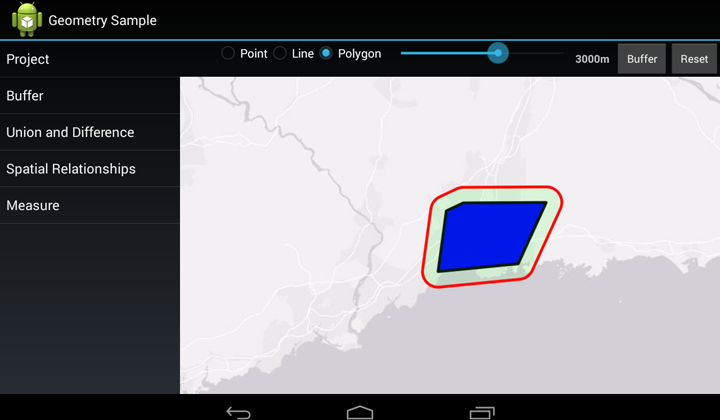 Geometry Sample
Point Line Polygon 3000m Buffer Reset
Project
Buffer
Union and Difference
Spatial Relationships
Measure